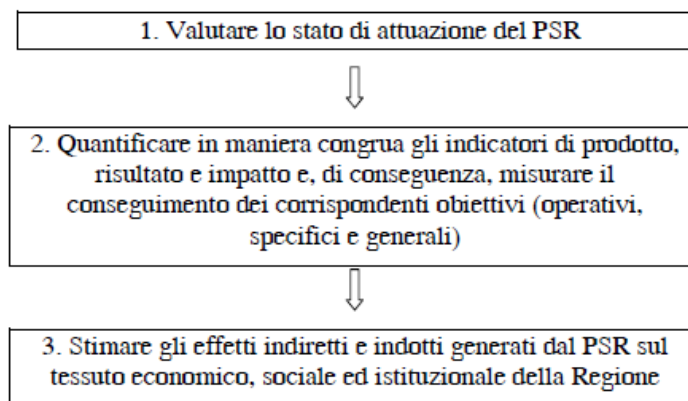 1. Valutare lo stato di attuazione del PSR
2. Quantificare in maniera congrua gli indicatori di prodotto,
risultato e impatto e, di conseguenza, misurare il
conseguimento dei corrispondenti obiettivi (operativi,
specifici e generali)
3. Stimare gli effetti indiretti e indotti generati dal PSR sul
tessuto economico, sociale ed istituzionale della Regione